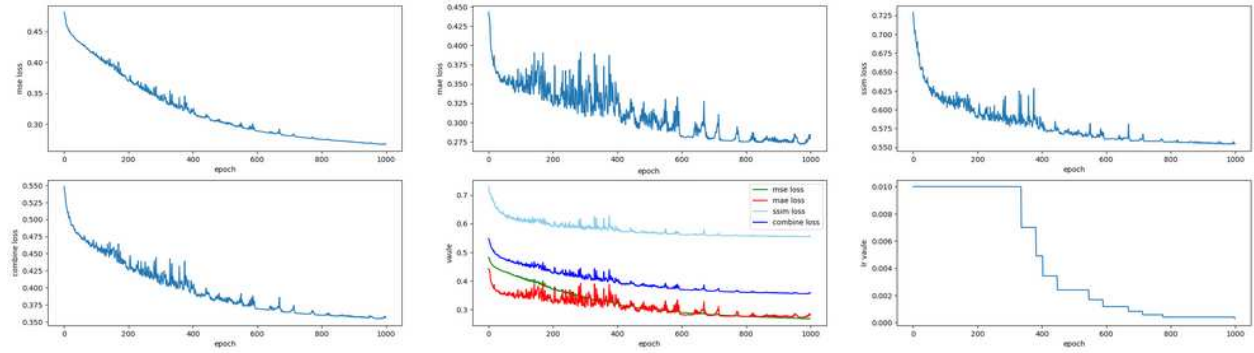 mse loss
0.45
0.40
0.35
0.30
0 200 400 600 800 1000
epoch
mae loss
0.450
0.425
0.400
0.375
0.350
0.325
0.300
0.275
0 200 400 600 800 1000
epoch
ssim loss
0.725
0.700
0.675
0.650
0.625
0.600
0.575
0.550
0 200 400 600 800 1000
epoch
combine loss
0.550
0.525
0.500
0.475
0.450
0.425
0.400
0.375
0.350
0 200 400 600 800 1000
epoch
vaule
0.7
0.6
0.5
0.4
0.3
mse loss
mae loss
ssim loss
combine loss
0 200 400 600 800 1000
epoch
lr vaule
0.010
0.008
0.006
0.004
0.002
0.000
0 200 400 600 800 1000
epoch